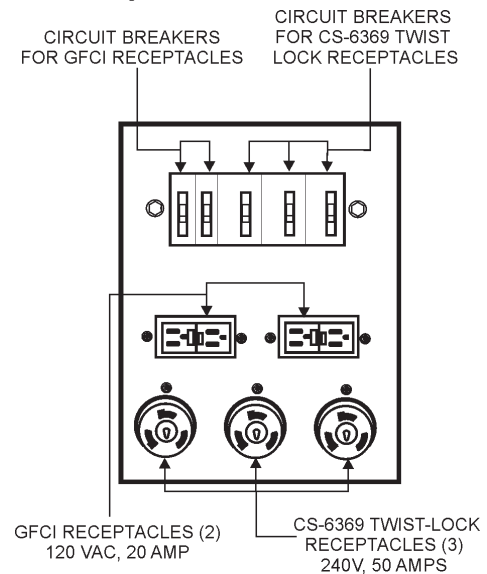 CIRCUIT BREAKERS
FOR GFCI RECEPTACLES
CIRCUIT BREAKERS
FOR CS-6369 TWIST
LOCK RECEPTACLES
GFCI RECEPTACLES (2)
120 VAC, 20 AMP
CS-6369 TWIST-LOCK
RECEPTACLES (3)
240V, 50 AMPS